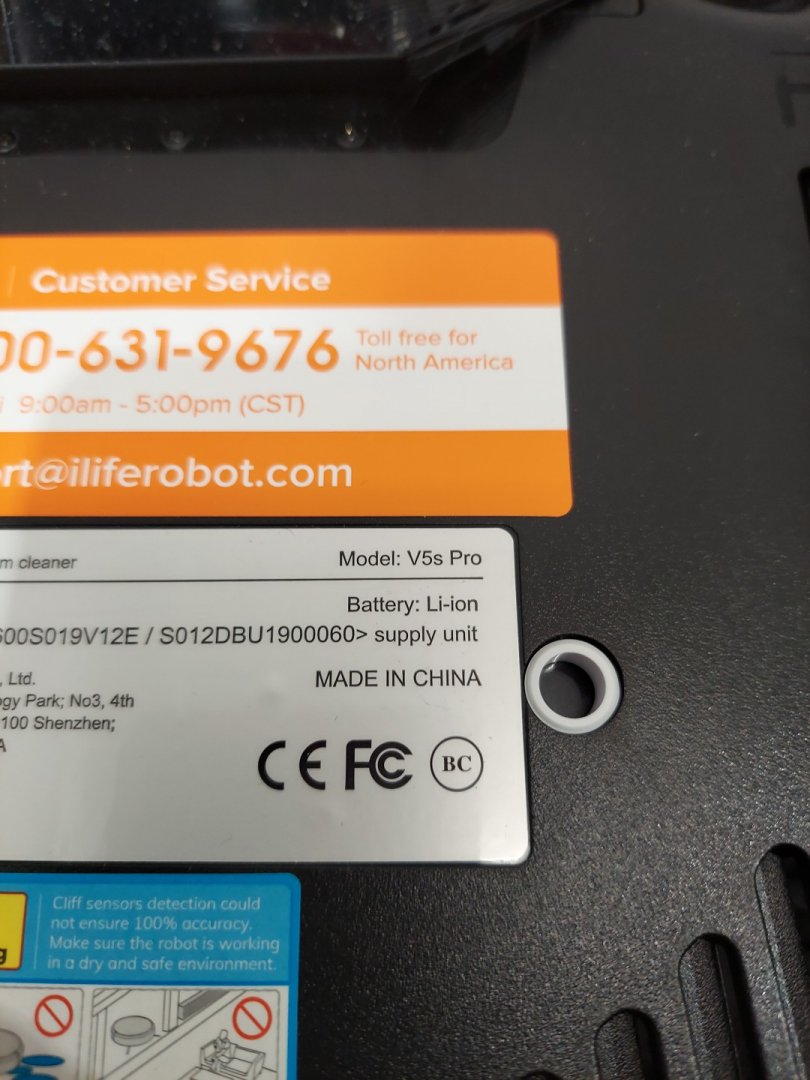 Customer Service
00-631-9676 Toll free for
North America
i 9:00am - 5:00pm (CST)
rt@iliferobot.com
m cleaner Model: V5s Pro
Battery: Li-ion
600S019V12E / S012DBU1900060> supply unit
, Ltd. MADE IN CHINA
gy Park; No3, 4th
100 Shenzhen;
A
CE FC BC
Cliff sensors detection could
not ensure 100% accuracy.
Make sure the robot is working
in a dry and safe environment.
g